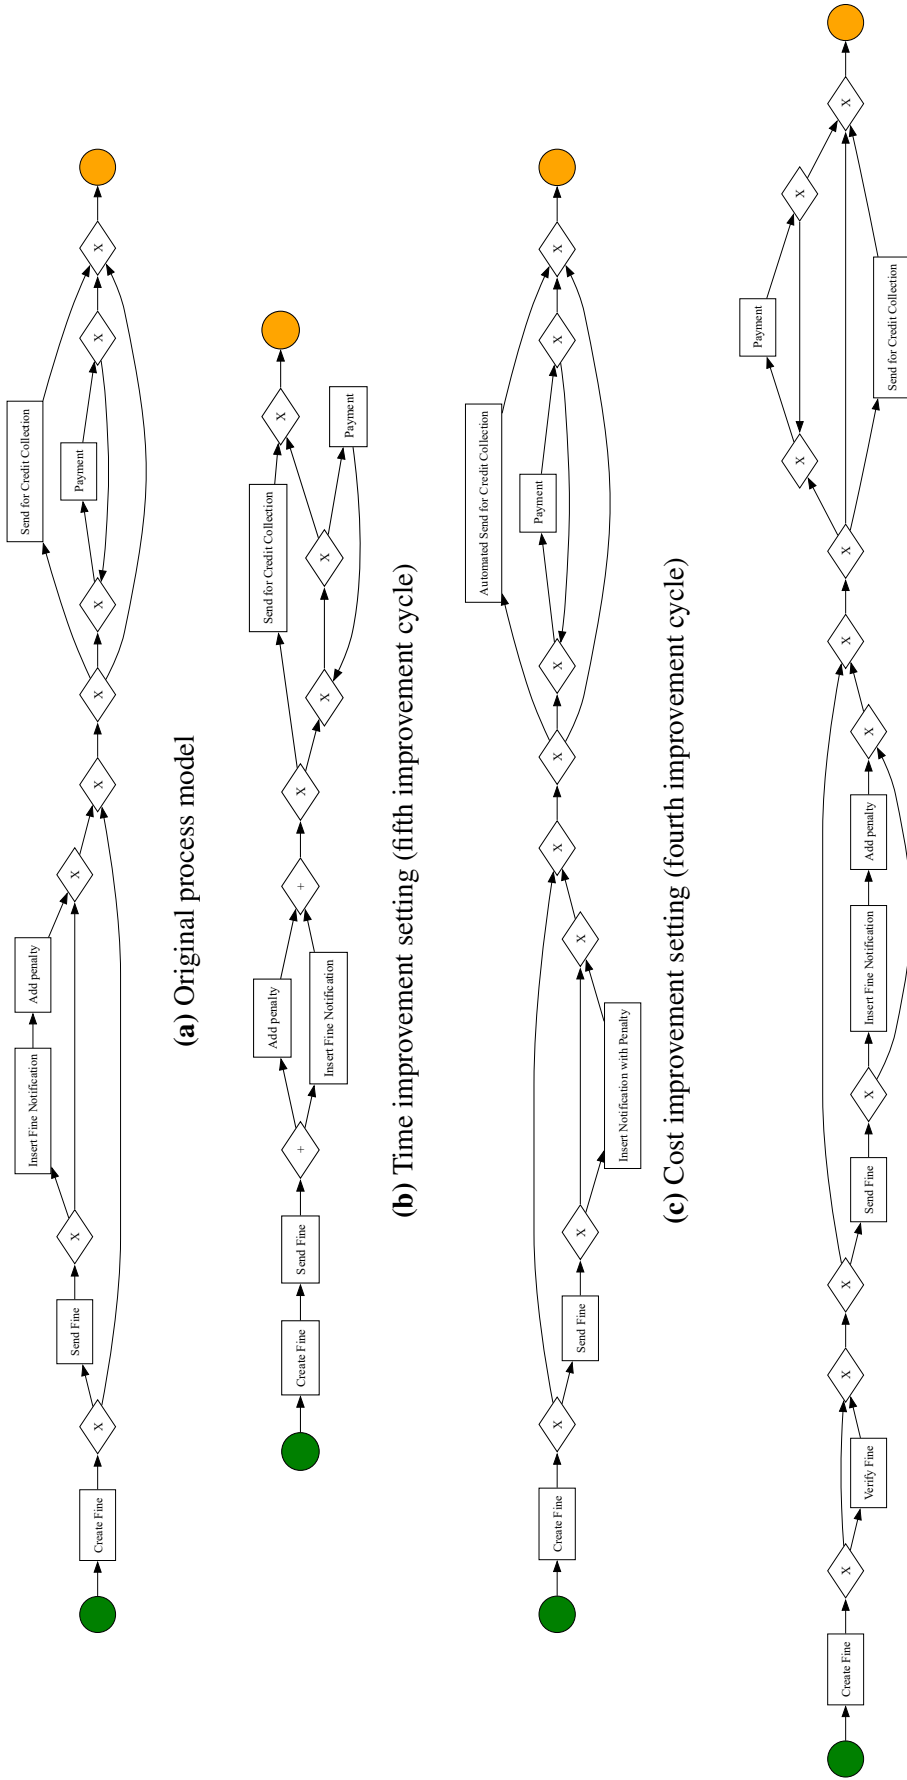 Create Fine
X
Send Fine
X
Insert Fine Notification
Add penalty
X
X
X
X
Send for Credit Collection
Payment
X
X
(a) Original process model
Create Fine
Send Fine
+
Add penalty
Insert Fine Notification
+
X
X
Send for Credit Collection
X
Payment
X
(b) Time improvement setting (fifth improvement cycle)
Create Fine
X
Send Fine
X
Insert Notification with Penalty
X
X
X
X
Automated Send for Credit Collection
Payment
X
X
(c) Cost improvement setting (fourth improvement cycle)
Create Fine
X
Verify Fine
X
X
Send Fine
X
Insert Fine Notification
Add penalty
X
X
X
X
Payment
Send for Credit Collection
X
X